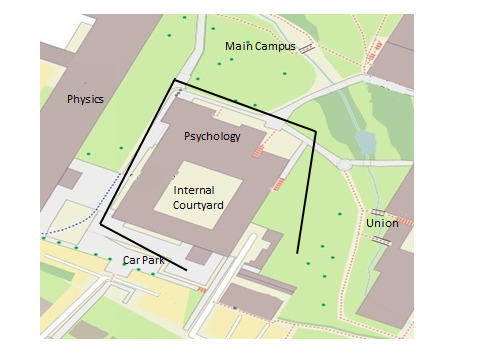 Main Campus
Physics
Psychology
Internal
Courtyard
Union
Car Park